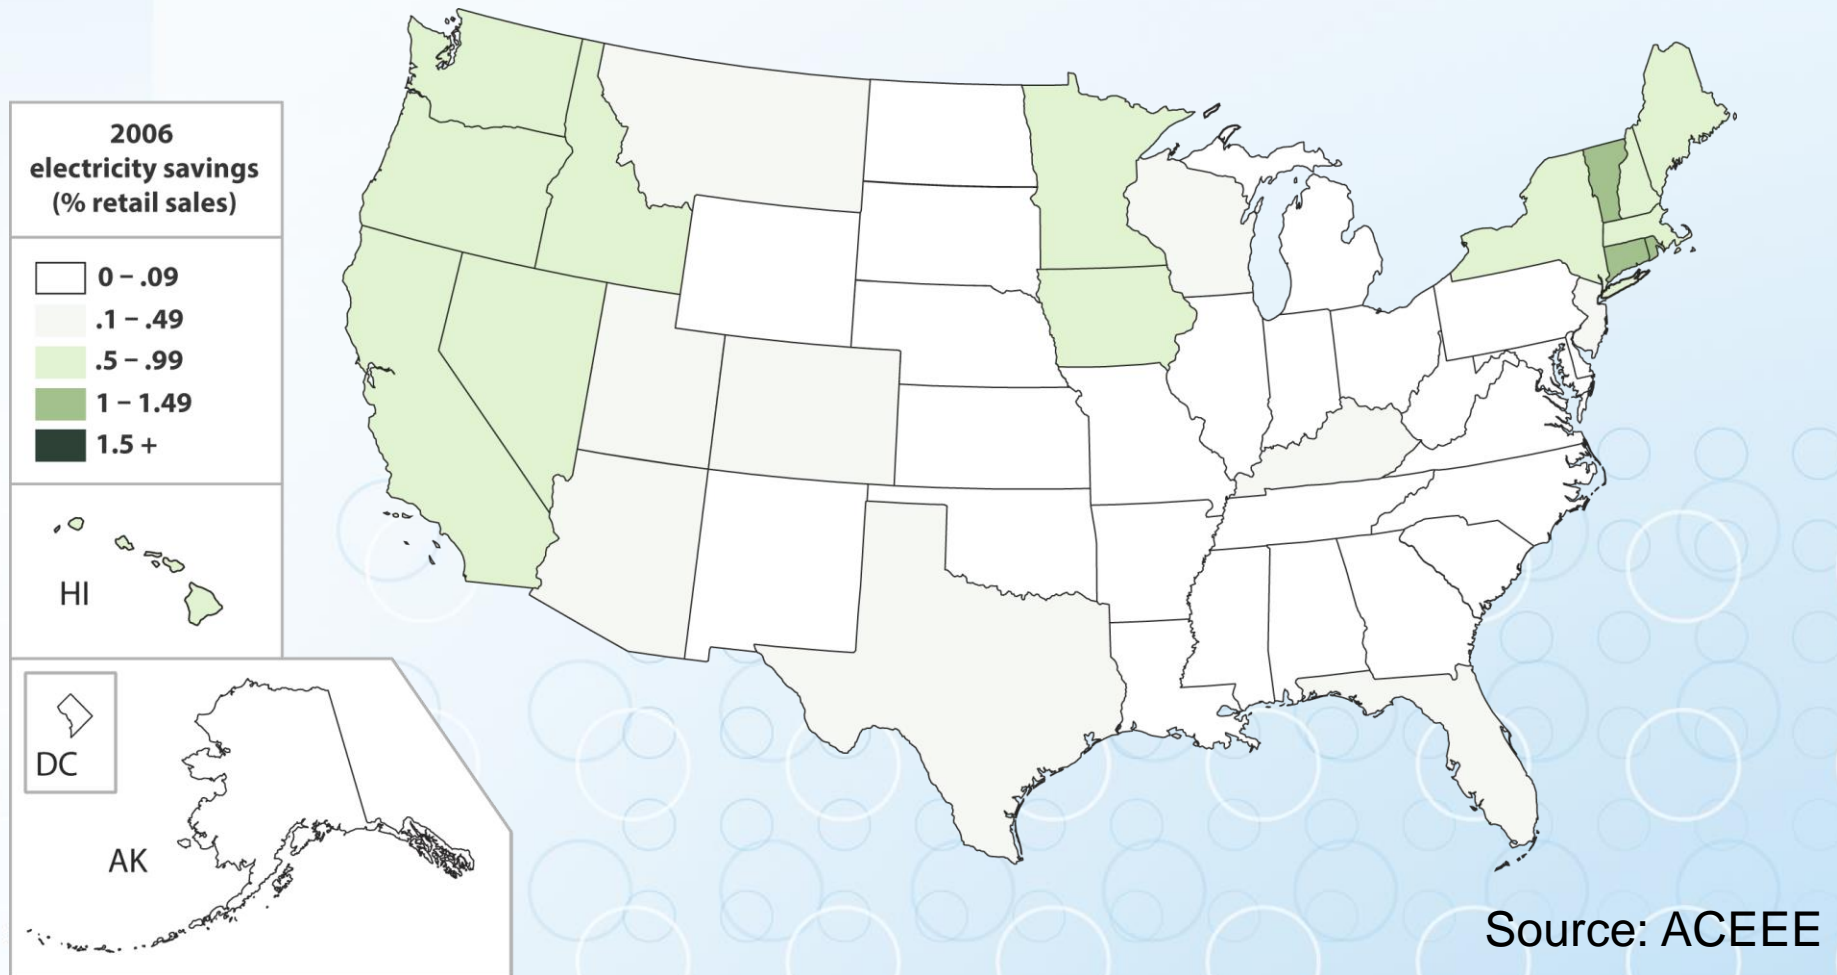 2006
electricity savings
(% retail sales)
0 – .09
.1 – .49
.5 – .99
1 – 1.49
1.5 +
HI
DC
AK
Source: ACEEE